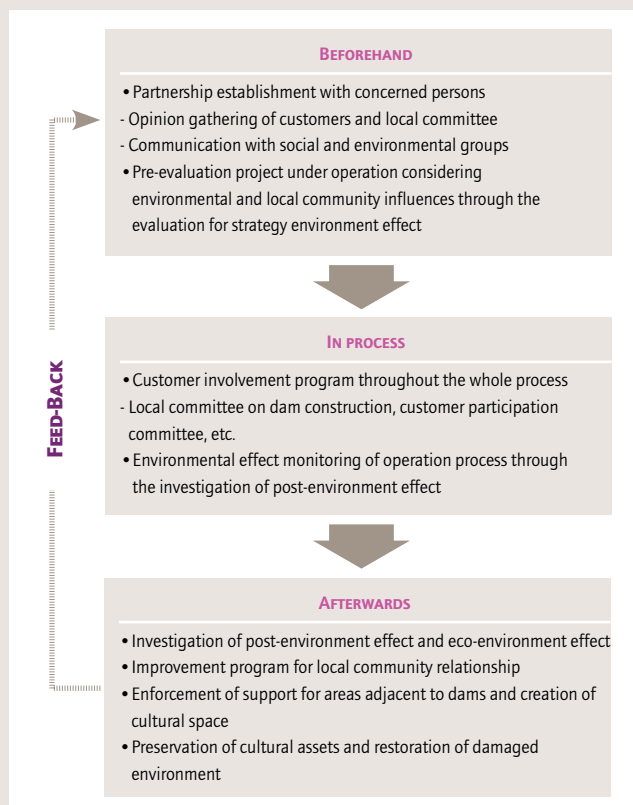 BEFOREHAND
• Partnership establishment with concerned persons
- Opinion gathering of customers and local committee
- Communication with social and environmental groups
• Pre-evaluation project under operation considering
environmental and local community influences through the
evaluation for strategy environment effect
IN PROCESS
• Customer involvement program throughout the whole process
- Local committee on dam construction, customer participation
committee, etc.
• Environmental effect monitoring of operation process through
the investigation of post-environment effect
AFTERWARDS
• Investigation of post-environment effect and eco-environment effect
• Improvement program for local community relationship
• Enforcement of support for areas adjacent to dams and creation of
cultural space
• Preservation of cultural assets and restoration of damaged
environment
FEED-BACK